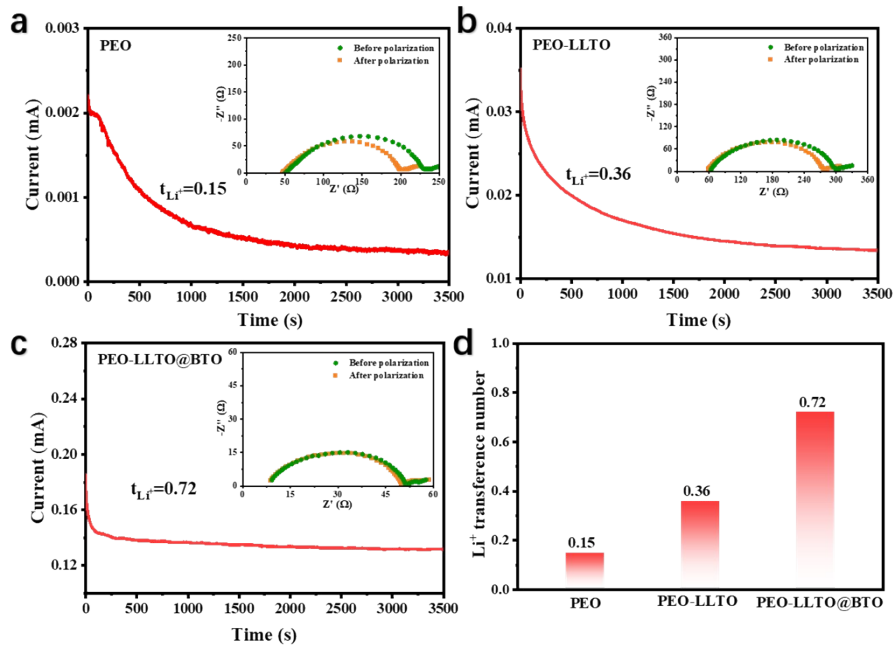 a
PEO
Before polarization
After polarization
-Z'' (Ω)
250
200
150
100
50
0
0 50 100 150 200 250
Z' (Ω)
t Li⁺=0.15
Current (mA)
0.003
0.002
0.001
0.000
0 500 1000 1500 2000 2500 3000 3500
Time (s)
b
PEO-LLTO
Before polarization
After polarization
-Z'' (Ω)
360
300
240
180
120
60
0
0 60 120 180 240 300 360
Z' (Ω)
t Li⁺=0.36
Current (mA)
0.04
0.03
0.02
0.01
0 500 1000 1500 2000 2500 3000 3500
Time (s)
c
PEO-LLTO@BTO
Before polarization
After polarization
-Z'' (Ω)
60
45
30
15
0
15 30 45 60
Z' (Ω)
t Li⁺=0.72
Current (mA)
0.28
0.24
0.20
0.16
0.12
0 500 1000 1500 2000 2500 3000 3500
Time (s)
d
Li⁺ transference number
1.0
0.8
0.6
0.4
0.2
0.0
0.15
0.36
0.72
PEO PEO-LLTO PEO-LLTO@BTO